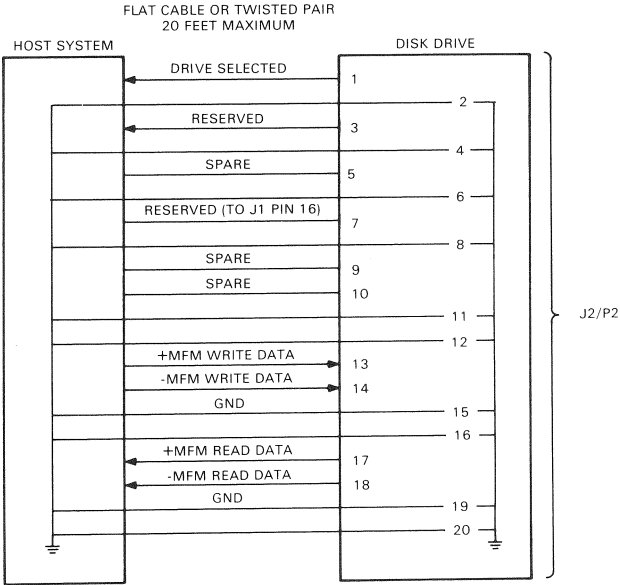 FLAT CABLE OR TWISTED PAIR
20 FEET MAXIMUM
HOST SYSTEM
DISK DRIVE
DRIVE SELECTED
1
2
RESERVED
3
4
SPARE
5
6
RESERVED (TO J1 PIN 16)
7
8
SPARE
9
SPARE
10
11
J2/P2
12
+MFM WRITE DATA
13
-MFM WRITE DATA
14
GND
15
16
+MFM READ DATA
17
-MFM READ DATA
18
GND
19
20